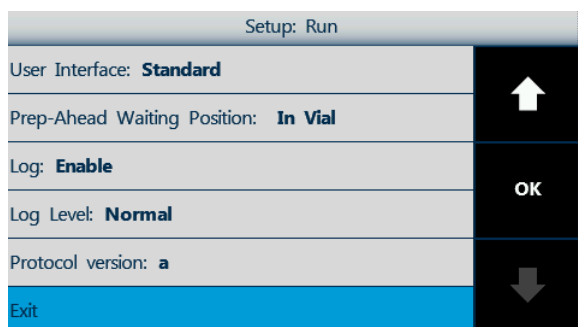 Setup: Run
User Interface: Standard
Prep-Ahead Waiting Position: In Vial
Log: Enable
OK
Log Level: Normal
Protocol version: a
Exit